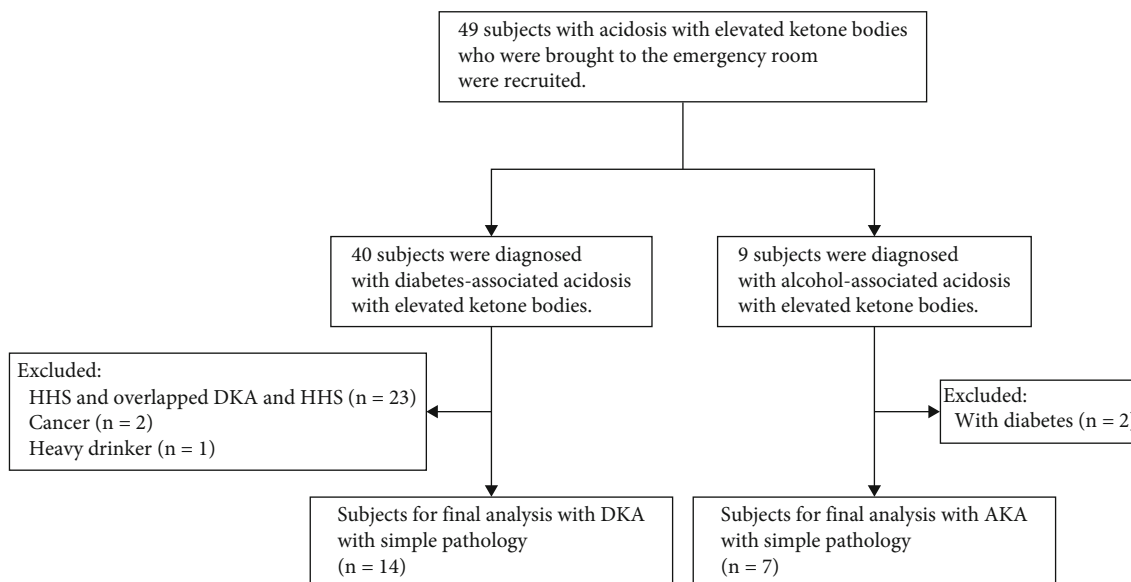 49 subjects with acidosis with elevated ketone bodies
who were brought to the emergency room
were recruited.
40 subjects were diagnosed
with diabetes-associated acidosis
with elevated ketone bodies.
9 subjects were diagnosed
with alcohol-associated acidosis
with elevated ketone bodies.
Excluded:
HHS and overlapped DKA and HHS (n = 23)
Cancer (n = 2)
Heavy drinker (n = 1)
Excluded:
With diabetes (n = 2)
Subjects for final analysis with DKA
with simple pathology
(n = 14)
Subjects for final analysis with AKA
with simple pathology
(n = 7)